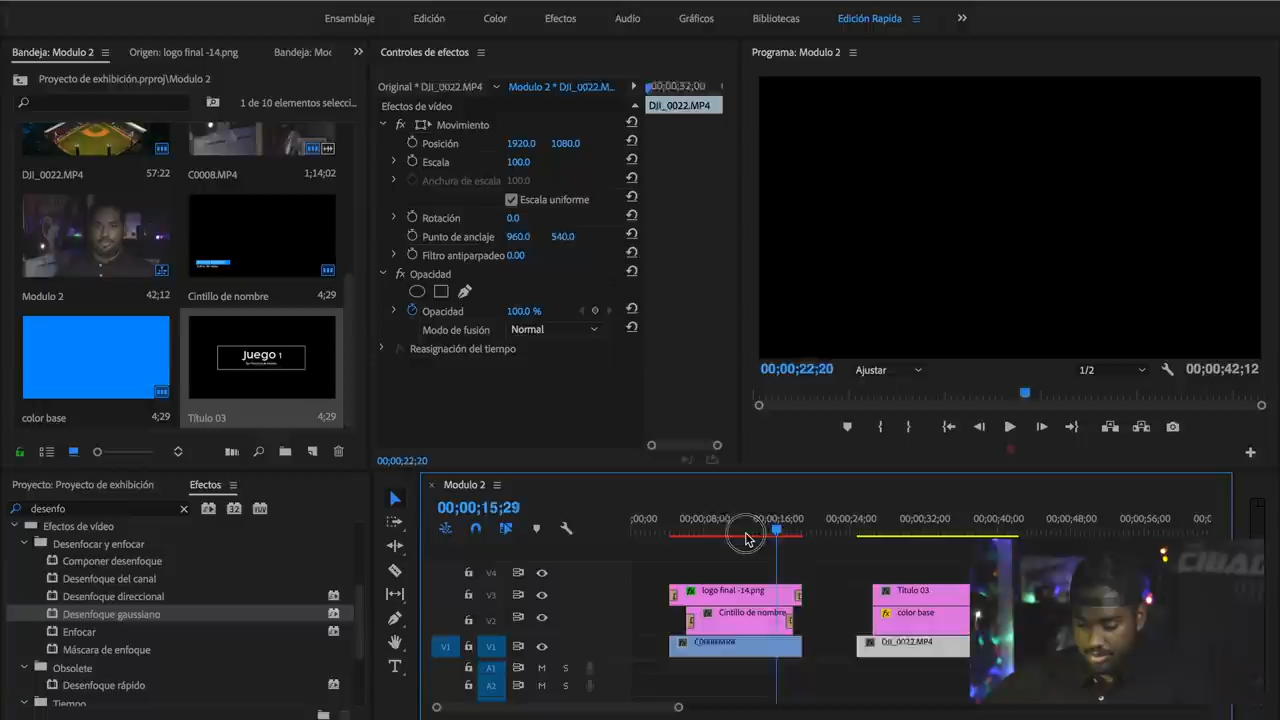 Ensamblaje Edición Color Efectos Audio Gráficos Bibliotecas Edición Rapida
Bandeja: Modulo 2 Origen: logo final -14.png Bandeja: Moc
Proyecto de exhibición.prproj\Modulo 2
1 de 10 elementos selecci...
DJI_0022.MP4 57:22 C0008.MP4 1;14,02
Modulo 2 42;12 Cintillo de nombre 4;29
Juego 1
color base 4;29 Título 03 4;29
Controles de efectos
Original * DJI_0022.MP4 Modulo 2 * DJI_0022.M... 00;00;32;00
Efectos de vídeo DJI_0022.MP4
fx Movimiento
Posición 1920.0 1080.0
Escala 100.0
Anchura de escala 100.0
Escala uniforme
Rotación 0.0
Punto de anclaje 960.0 540.0
Filtro antiparpadeo 0.00
fx Opacidad
Opacidad 100.0 %
Modo de fusión Normal
Reasignación del tiempo
00;00;22;20
Programa: Modulo 2
00;00;22;20 Ajustar 1/2 00;00;42;12
Proyecto: Proyecto de exhibición Efectos
desenfo
Efectos de vídeo
Desenfocar y enfocar
Componer desenfoque
Desenfoque del canal
Desenfoque direccional
Desenfoque gaussiano
Enfocar
Máscara de enfoque
Obsolete
Desenfoque rápido
Tiempo
Modulo 2
00;00;15;29
;00;00 00;00;08;00 00;00;16;00 00;00;24;00 00;00;32;00 00;00;40;00 00;00;48;00 00;00;56;00
V4
V3 logo final -14.png Título 03
V2 Cintillo de nombre color base
V1 V1 C0008.MP4 DJI_0022.MP4
A1 M S
A2 M S